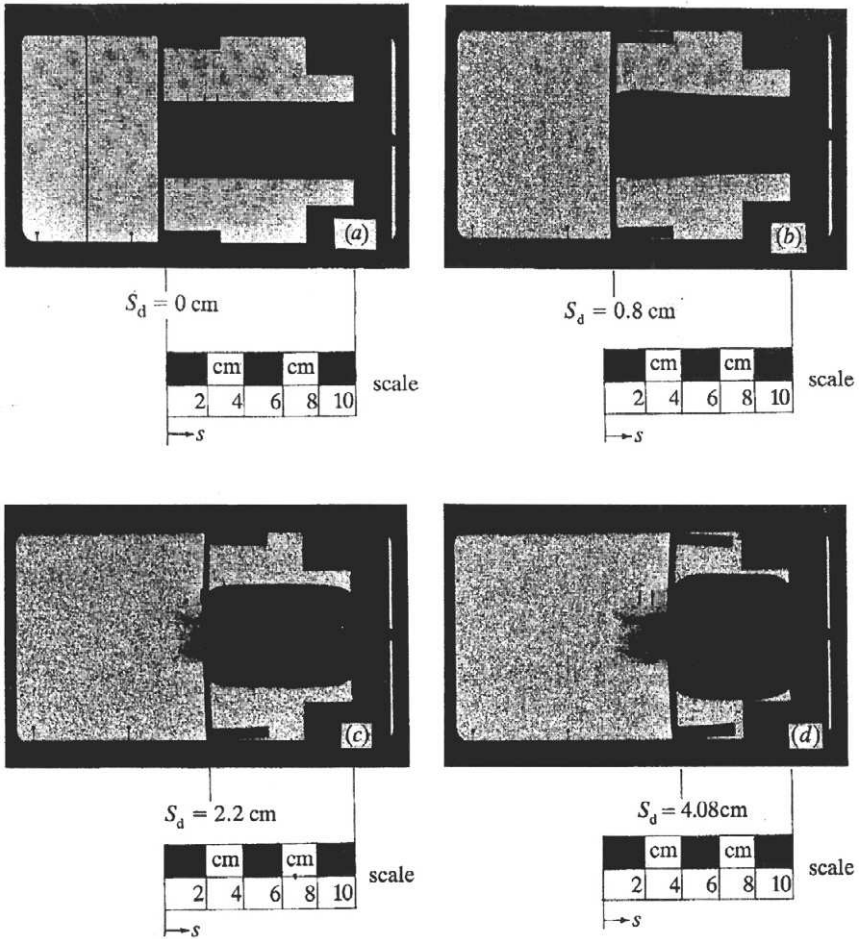 (a)
(b)
S_d = 0 cm
S_d = 0.8 cm
cm cm
2 4 6 8 10
scale
s
cm cm
2 4 6 8 10
scale
s
(c)
(d)
S_d = 2.2 cm
S_d = 4.08cm
cm cm
2 4 6 8 10
scale
s
cm cm
2 4 6 8 10
scale
s